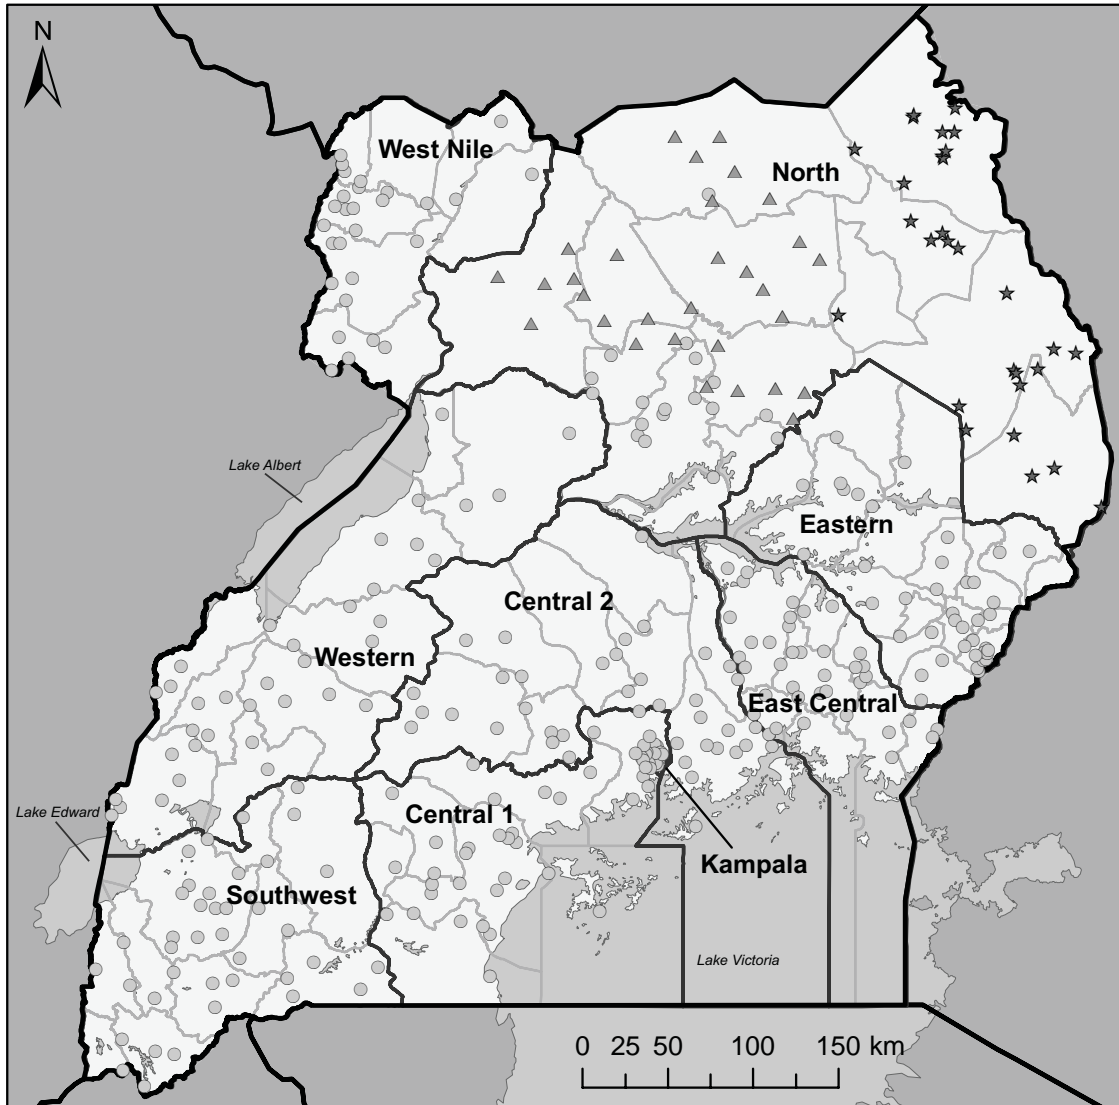 N
West Nile
North
Lake Albert
Eastern
Central 2
Western
East Central
Lake Edward
Central 1
Kampala
Southwest
Lake Victoria
0 25 50 100 150 km